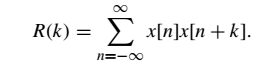 R(k) = ∑_{n=−∞}^{∞} x[n]x[n + k].